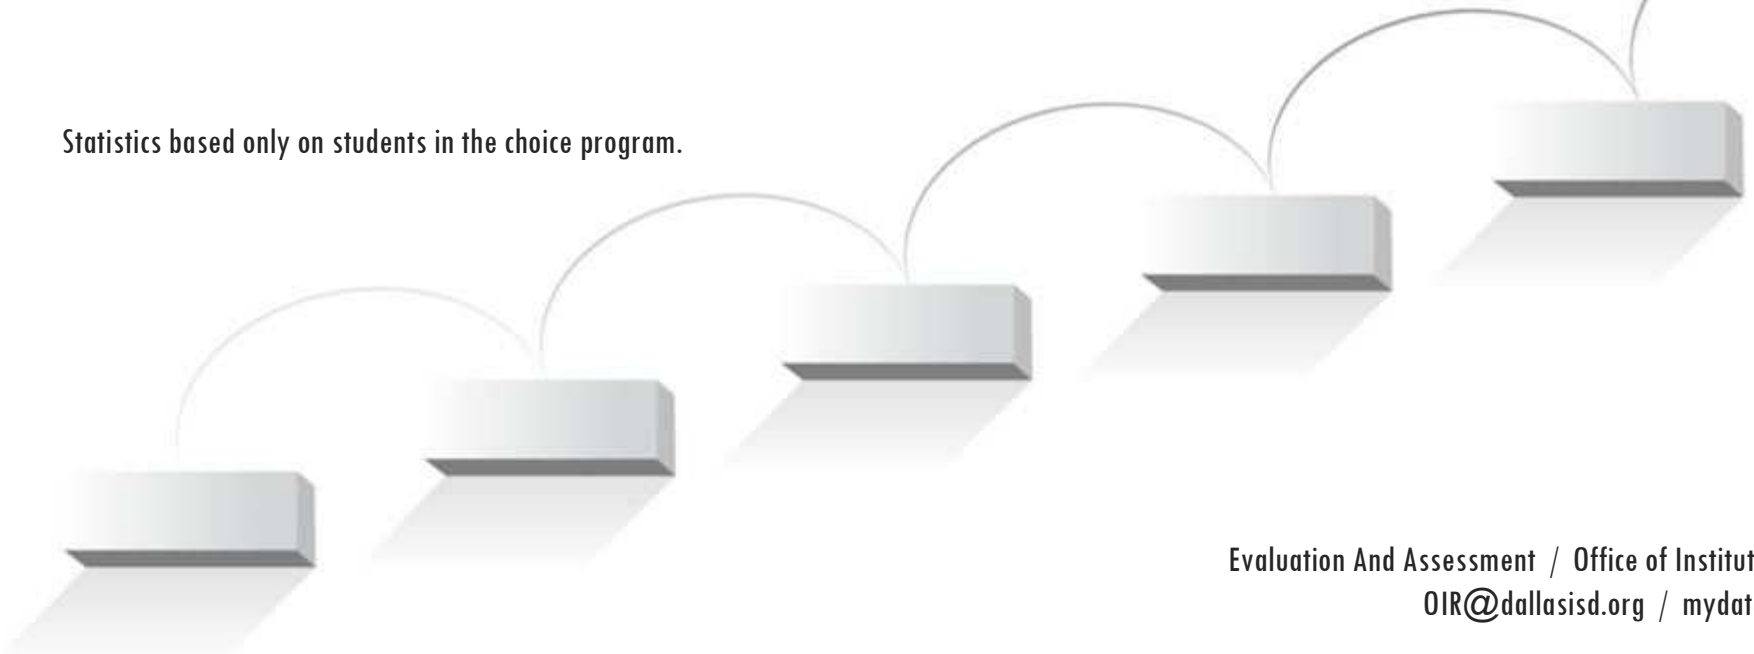 Statistics based only on students in the choice program.
Evaluation And Assessment / Office of Institut
OIR@dallasisd.org / mydat